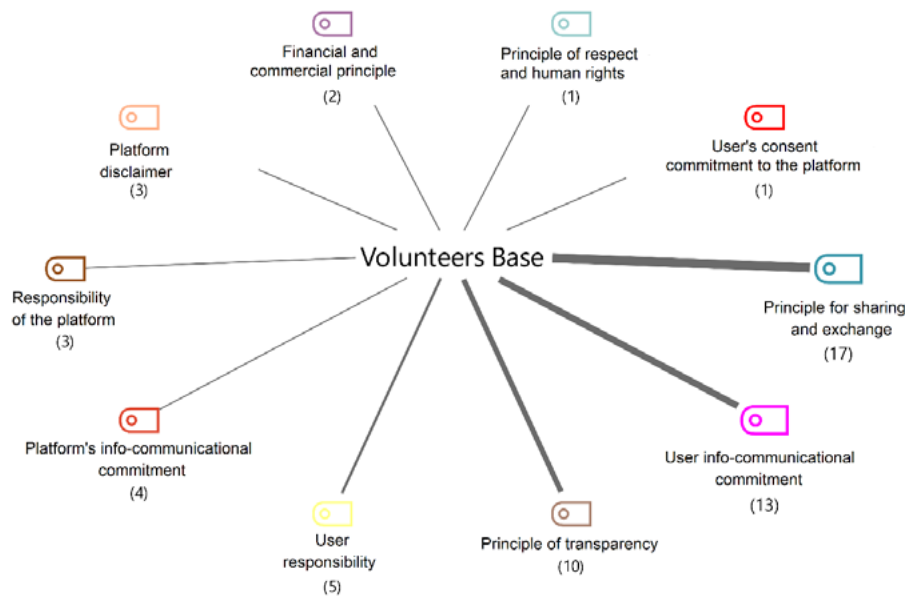 Financial and
commercial principle
(2)
Principle of respect
and human rights
(1)
Platform
disclaimer
(3)
User's consent
commitment to the platform
(1)
Volunteers Base
Responsibility
of the platform
(3)
Principle for sharing
and exchange
(17)
Platform's info-communicational
commitment
(4)
User info-communicational
commitment
(13)
User
responsibility
(5)
Principle of transparency
(10)